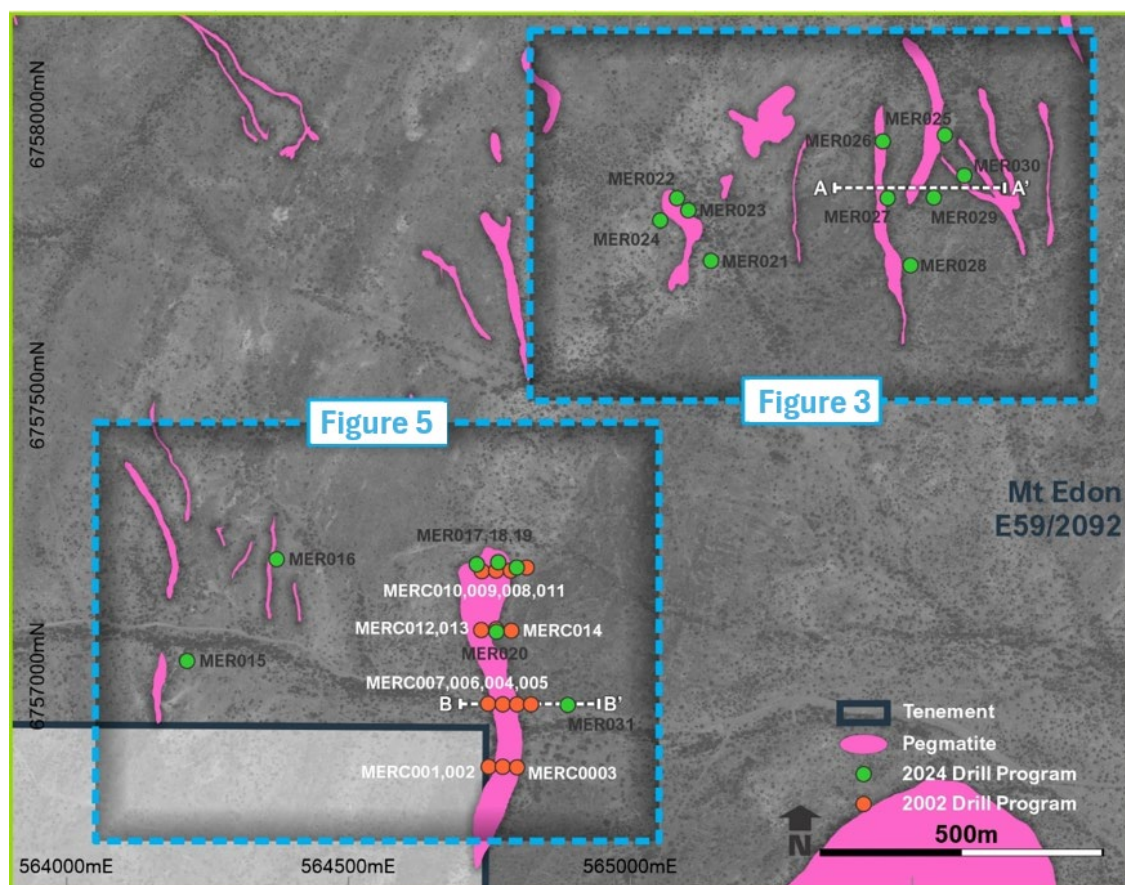 6758000mN
MER025
MER026
MER030
A
A'
MER022
MER023
MER027
MER029
MER024
MER021
MER028
6757500mN
Figure 3
Figure 5
Mt Edon
E59/2092
MER017,18,19
MER016
MERC010,009,008,011
MERC012,013
MERC014
MER020
6757000mN
MER015
MERC007,006,004,005
B
B'
MER031
MERC001,002
MERC0003
Tenement
Pegmatite
2024 Drill Program
2002 Drill Program
N
500m
564000mE
564500mE
565000mE